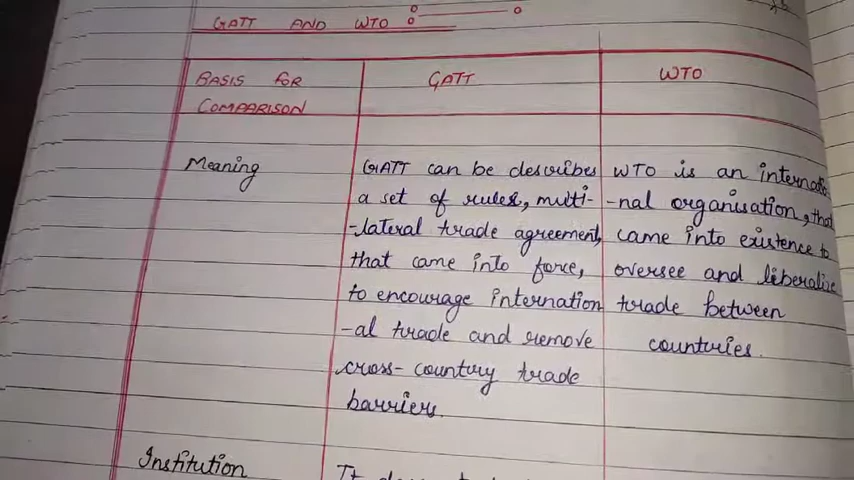 GATT AND WTO
BASIS FOR
COMPARISON
GATT
WTO
Meaning
GATT can be describes
a set of rules, multi-
-lateral trade agreement,
that came into force,
to encourage internation
-al trade and remove
cross-country trade
barriers.
WTO is an internatio
-nal organisation, that
came into existence to
oversee and liberalize
trade between
countries.
Institution
It